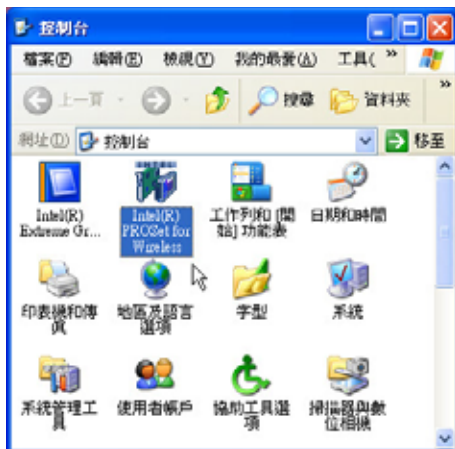 控制台
檔案(F) 編輯(E) 檢視(V) 我的最愛(A) 工具( »
上一頁 搜尋 資料夾 »
網址(D) 控制台 移至
Intel(R)
Extreme Gr...
Intel(R)
PROSet for
Wireless
工作列和 [開
始] 功能表
日期和時間
印表機和傳
真
地區及語言
選項
字型
系統
系統管理工
具
使用者帳戶
協助工具選
項
掃描器與數
位相機